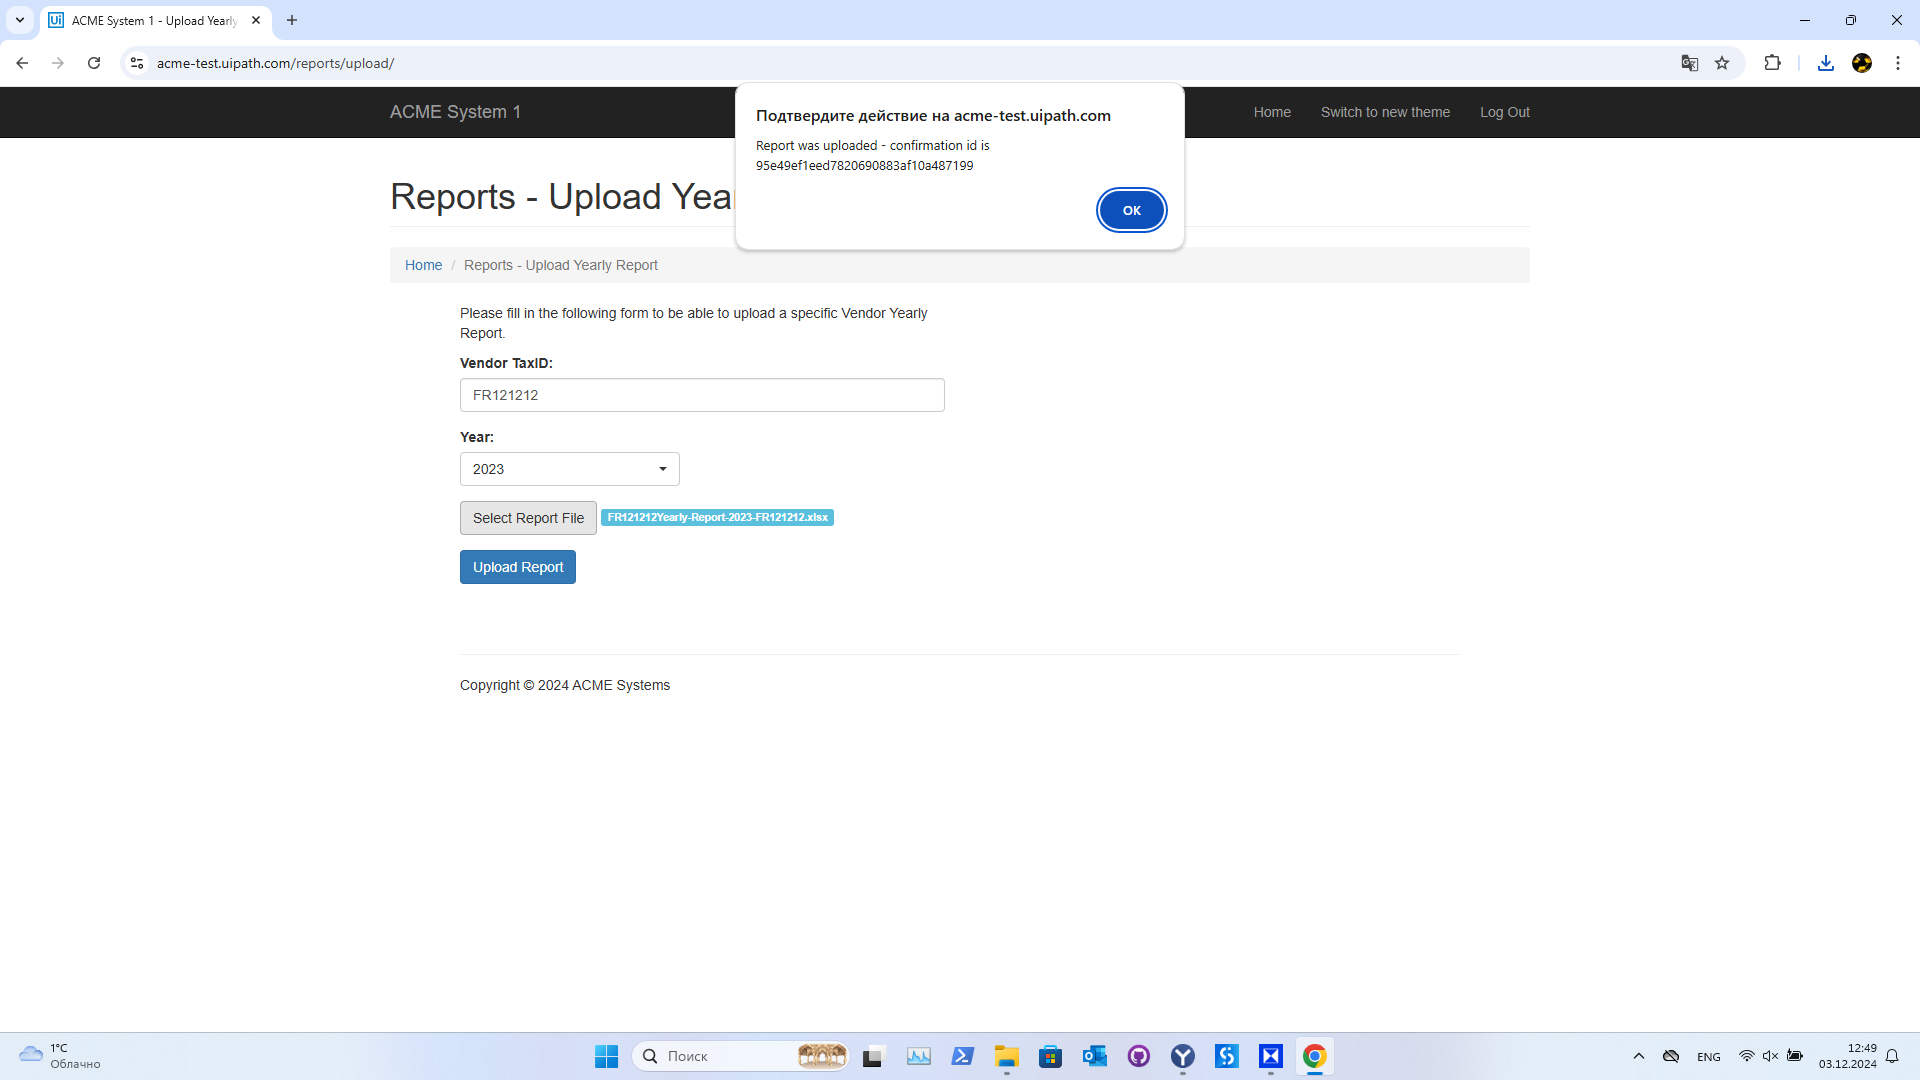 ACME System 1 - Upload Yearly
acme-test.uipath.com/reports/upload/
ACME System 1
Home
Switch to new theme
Log Out
Подтвердите действие на acme-test.uipath.com
Report was uploaded - confirmation id is
95e49ef1eed7820690883af10a487199
OK
Reports - Upload Yea
Home / Reports - Upload Yearly Report
Please fill in the following form to be able to upload a specific Vendor Yearly
Report.
Vendor TaxID:
FR121212
Year:
2023
Select Report File
FR121212Yearly-Report-2023-FR121212.xlsx
Upload Report
Copyright © 2024 ACME Systems
1°C
Облачно
Поиск
ENG
12:49
03.12.2024